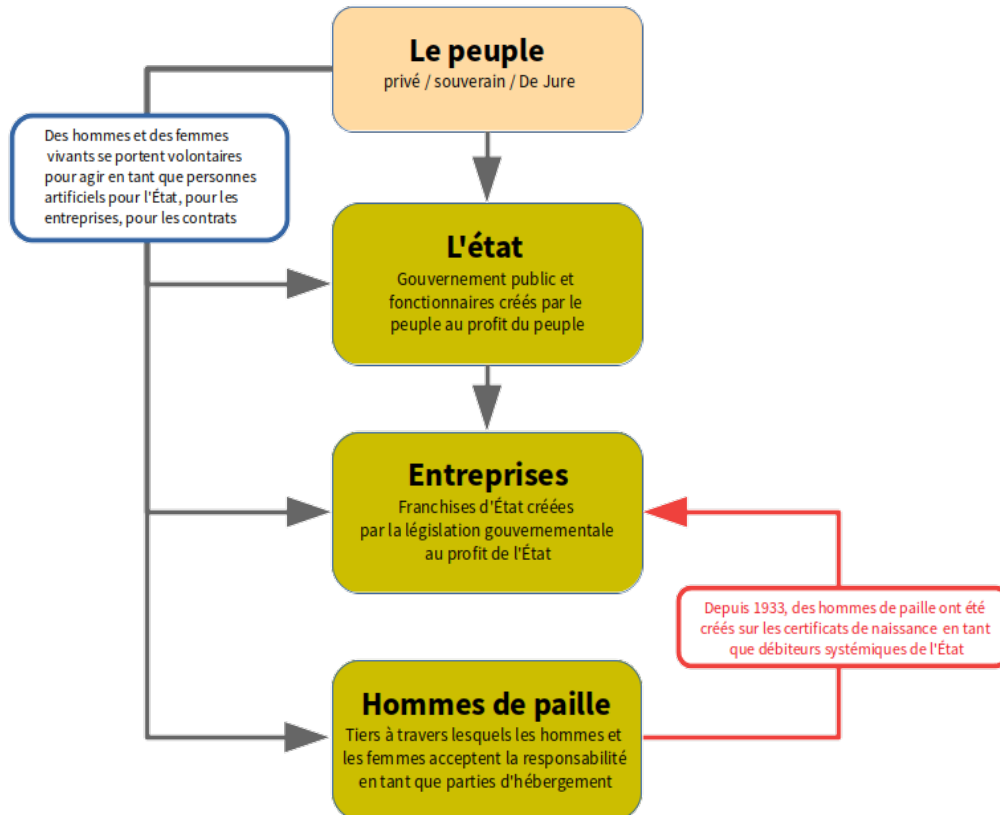 Le peuple
privé / souverain / De Jure
Des hommes et des femmes
vivants se portent volontaires
pour agir en tant que personnes
artificiels pour l'État, pour les
entreprises, pour les contrats
L'état
Gouvernement public et
fonctionnaires créés par le
peuple au profit du peuple
Entreprises
Franchises d'État créées
par la législation gouvernementale
au profit de l'État
Depuis 1933, des hommes de paille ont été
créés sur les certificats de naissance en tant
que débiteurs systémiques de l'État
Hommes de paille
Tiers à travers lesquels les hommes et
les femmes acceptent la responsabilité
en tant que parties d'hébergement